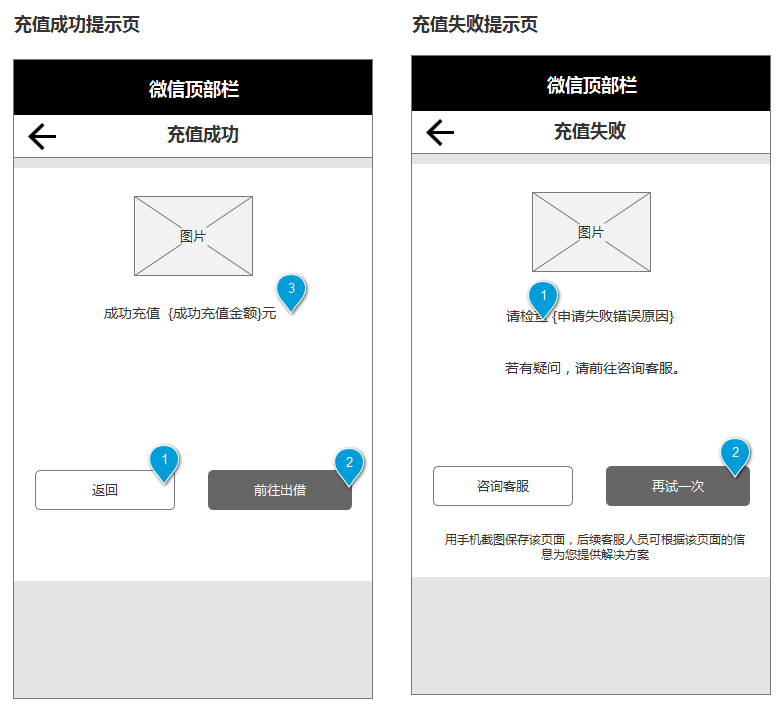 充值成功提示页
微信顶部栏
充值成功
图片
3
成功充值 {成功充值金额}元
1
2
返回
前往出借
充值失败提示页
微信顶部栏
充值失败
图片
1
请检查 {申请失败错误原因}
若有疑问，请前往咨询客服。
2
咨询客服
再试一次
用手机截图保存该页面，后续客服人员可根据该页面的信
息为您提供解决方案